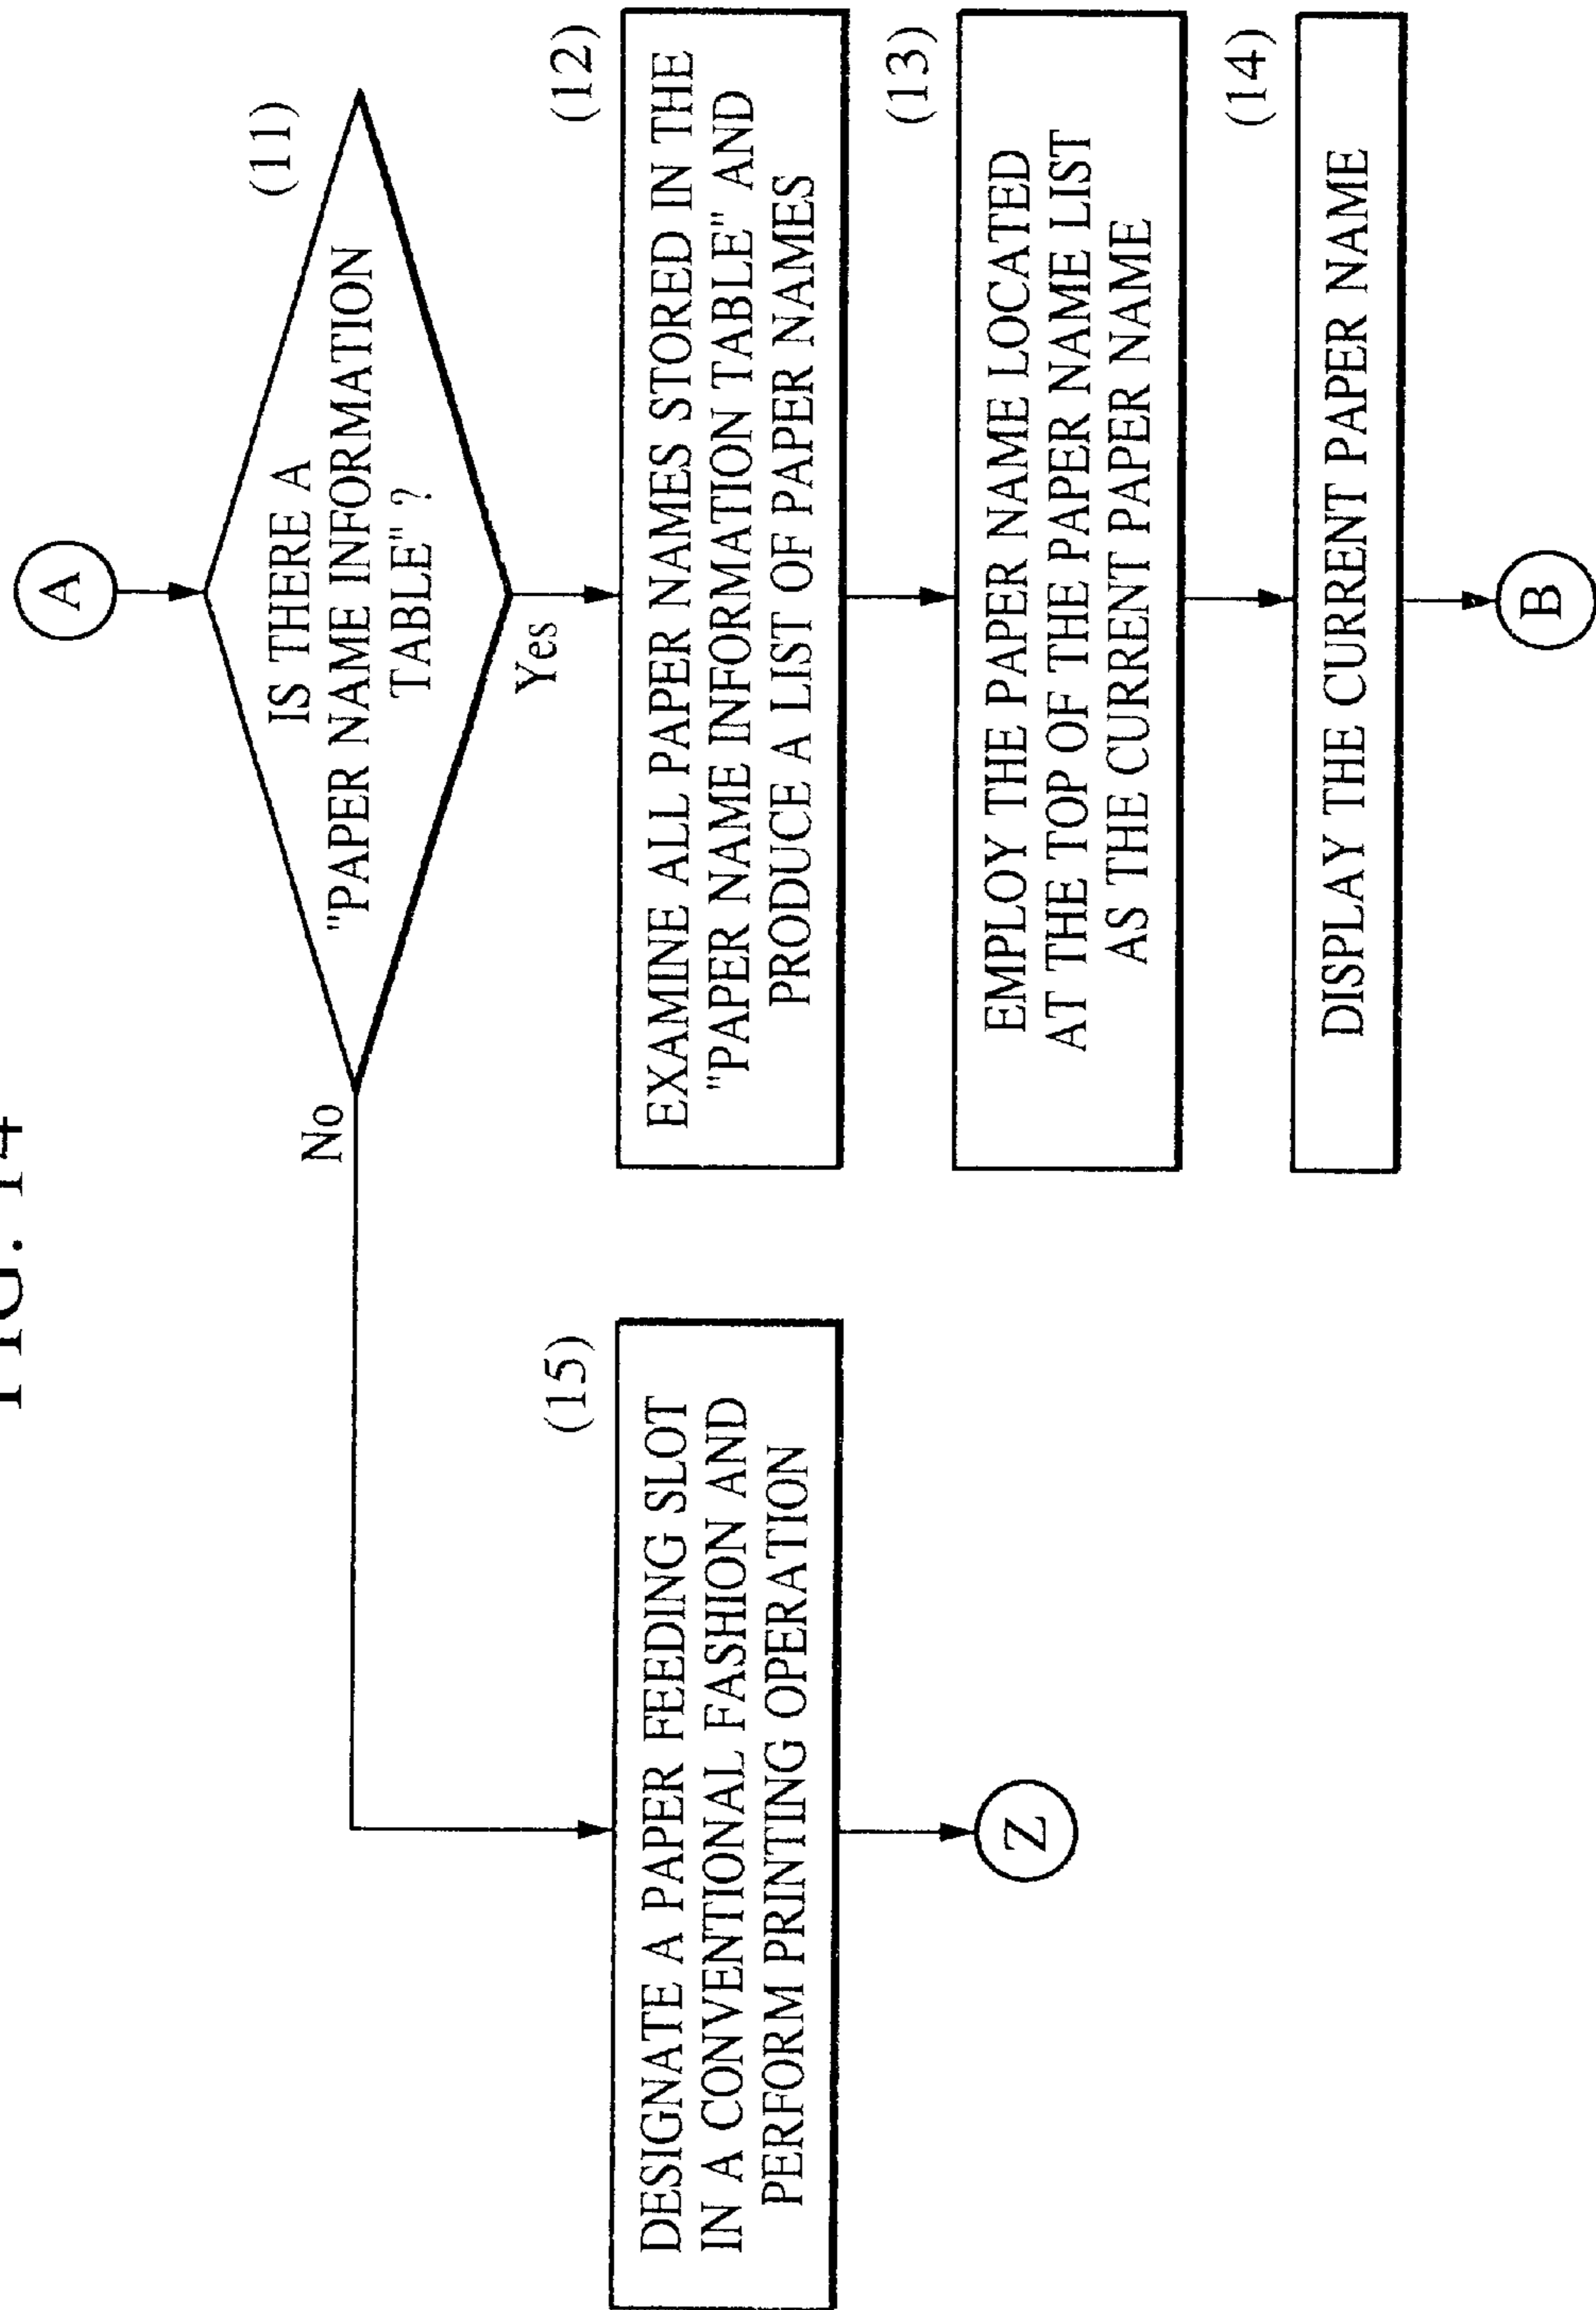 FIG. 14
A
(11)
IS THERE A
"PAPER NAME INFORMATION
TABLE" ?
No
Yes
(12)
EXAMINE ALL PAPER NAMES STORED IN THE
"PAPER NAME INFORMATION TABLE" AND
PRODUCE A LIST OF PAPER NAMES
(13)
EMPLOY THE PAPER NAME LOCATED
AT THE TOP OF THE PAPER NAME LIST
AS THE CURRENT PAPER NAME
(14)
DISPLAY THE CURRENT PAPER NAME
B
(15)
DESIGNATE A PAPER FEEDING SLOT
IN A CONVENTIONAL FASHION AND
PERFORM PRINTING OPERATION
Z